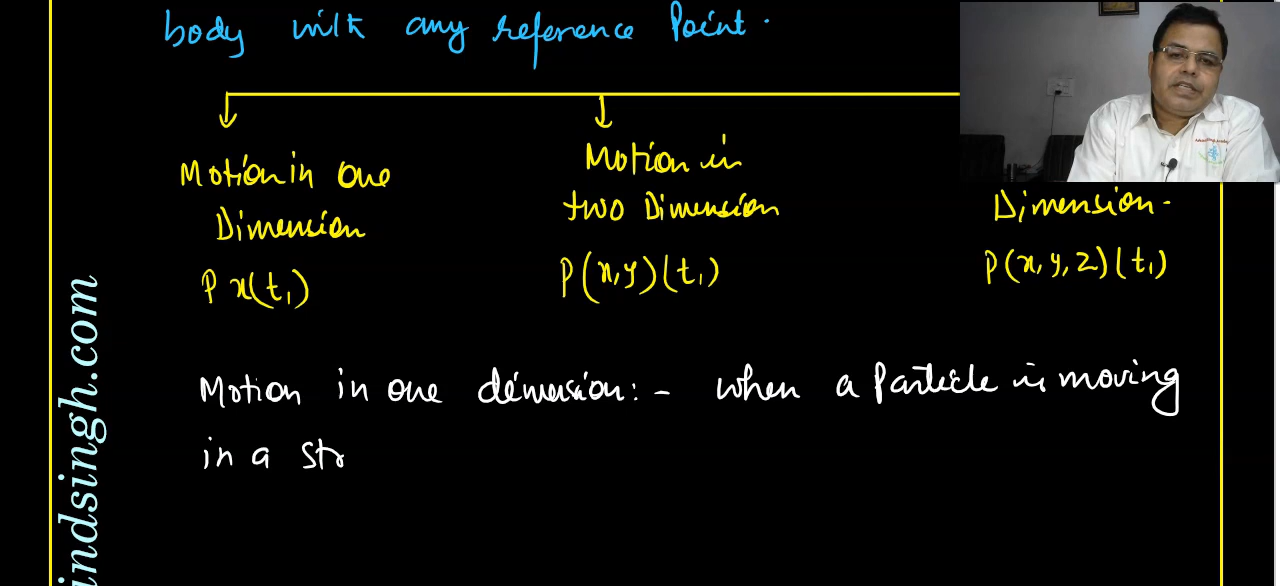 body with any reference Point.
Motion in one
Dimension
P x(t₁)
Motion in
two Dimension
P(x,y)(t₁)
Dimension.
P(x,y,z)(t₁)
Motion in one dimension:- when a Particle is moving
in a str
indsingh.com